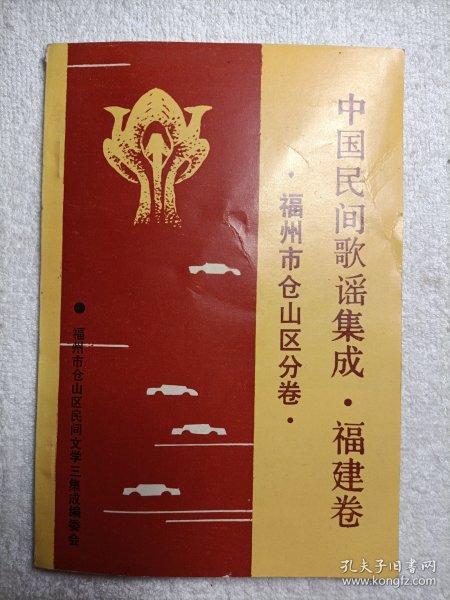 中国民间歌谣集成·福建卷
·福州市仓山区分卷·
●福州市仓山区民间文学三集成编委会
孔夫子旧书网
www.kongfz.com